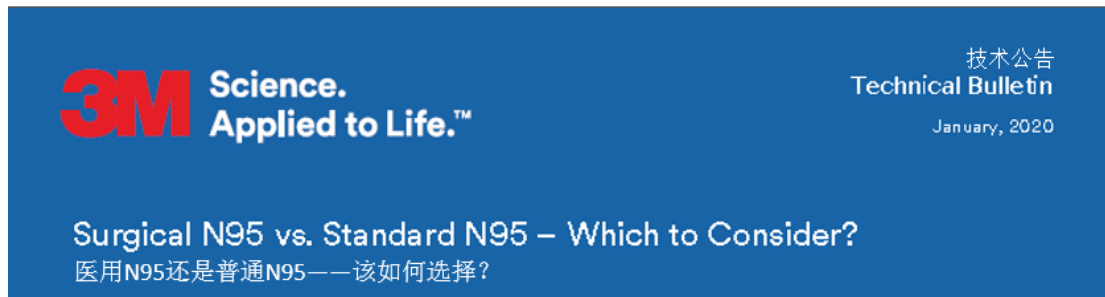 技术公告
3M Science.
Applied to Life.™
Technical Bulletin
January, 2020
Surgical N95 vs. Standard N95 – Which to Consider?
医用N95还是普通N95——该如何选择？